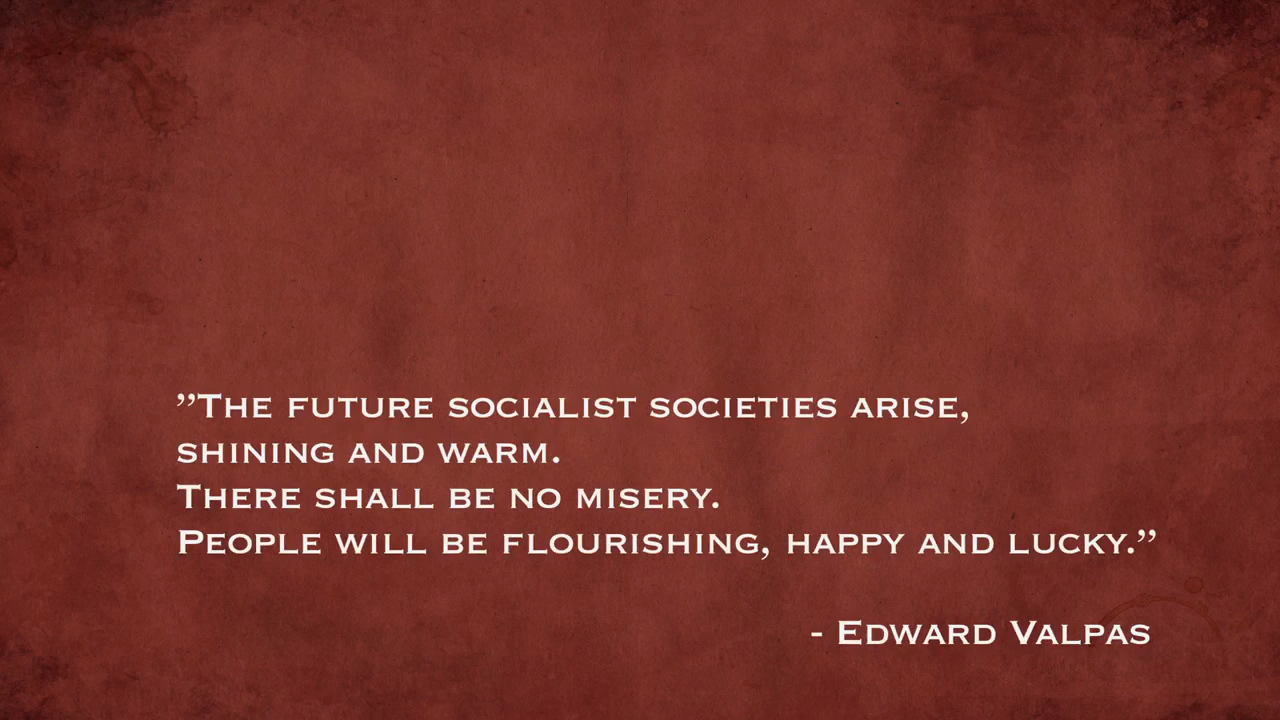 ”The future socialist societies arise,
shining and warm.
There shall be no misery.
People will be flourishing, happy and lucky.”
- Edward Valpas